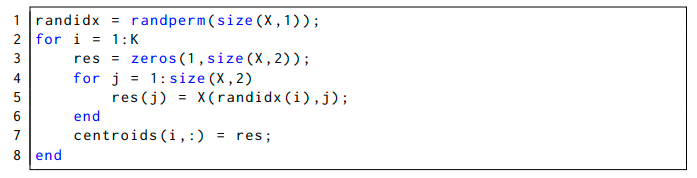 1 randidx = randperm(size(X,1));
2 for i = 1:K
3     res = zeros(1,size(X,2));
4     for j = 1:size(X,2)
5         res(j) = X(randidx(i),j);
6     end
7     centroids(i,:) = res;
8 end